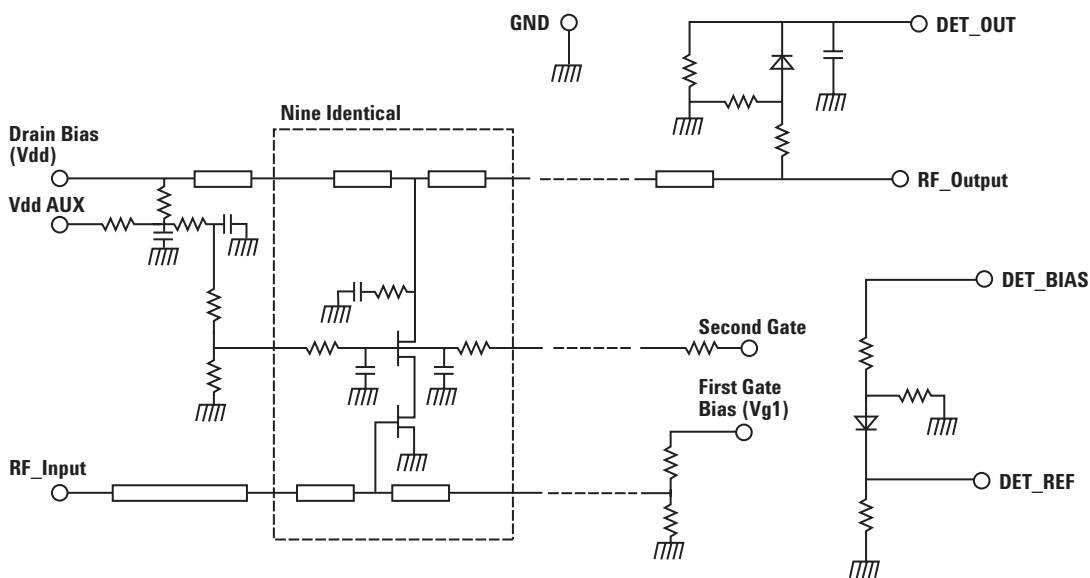 GND
DET_OUT
Nine Identical
Drain Bias
(Vdd)
RF_Output
Vdd AUX
DET_BIAS
Second Gate
First Gate
Bias (Vg1)
RF_Input
DET_REF